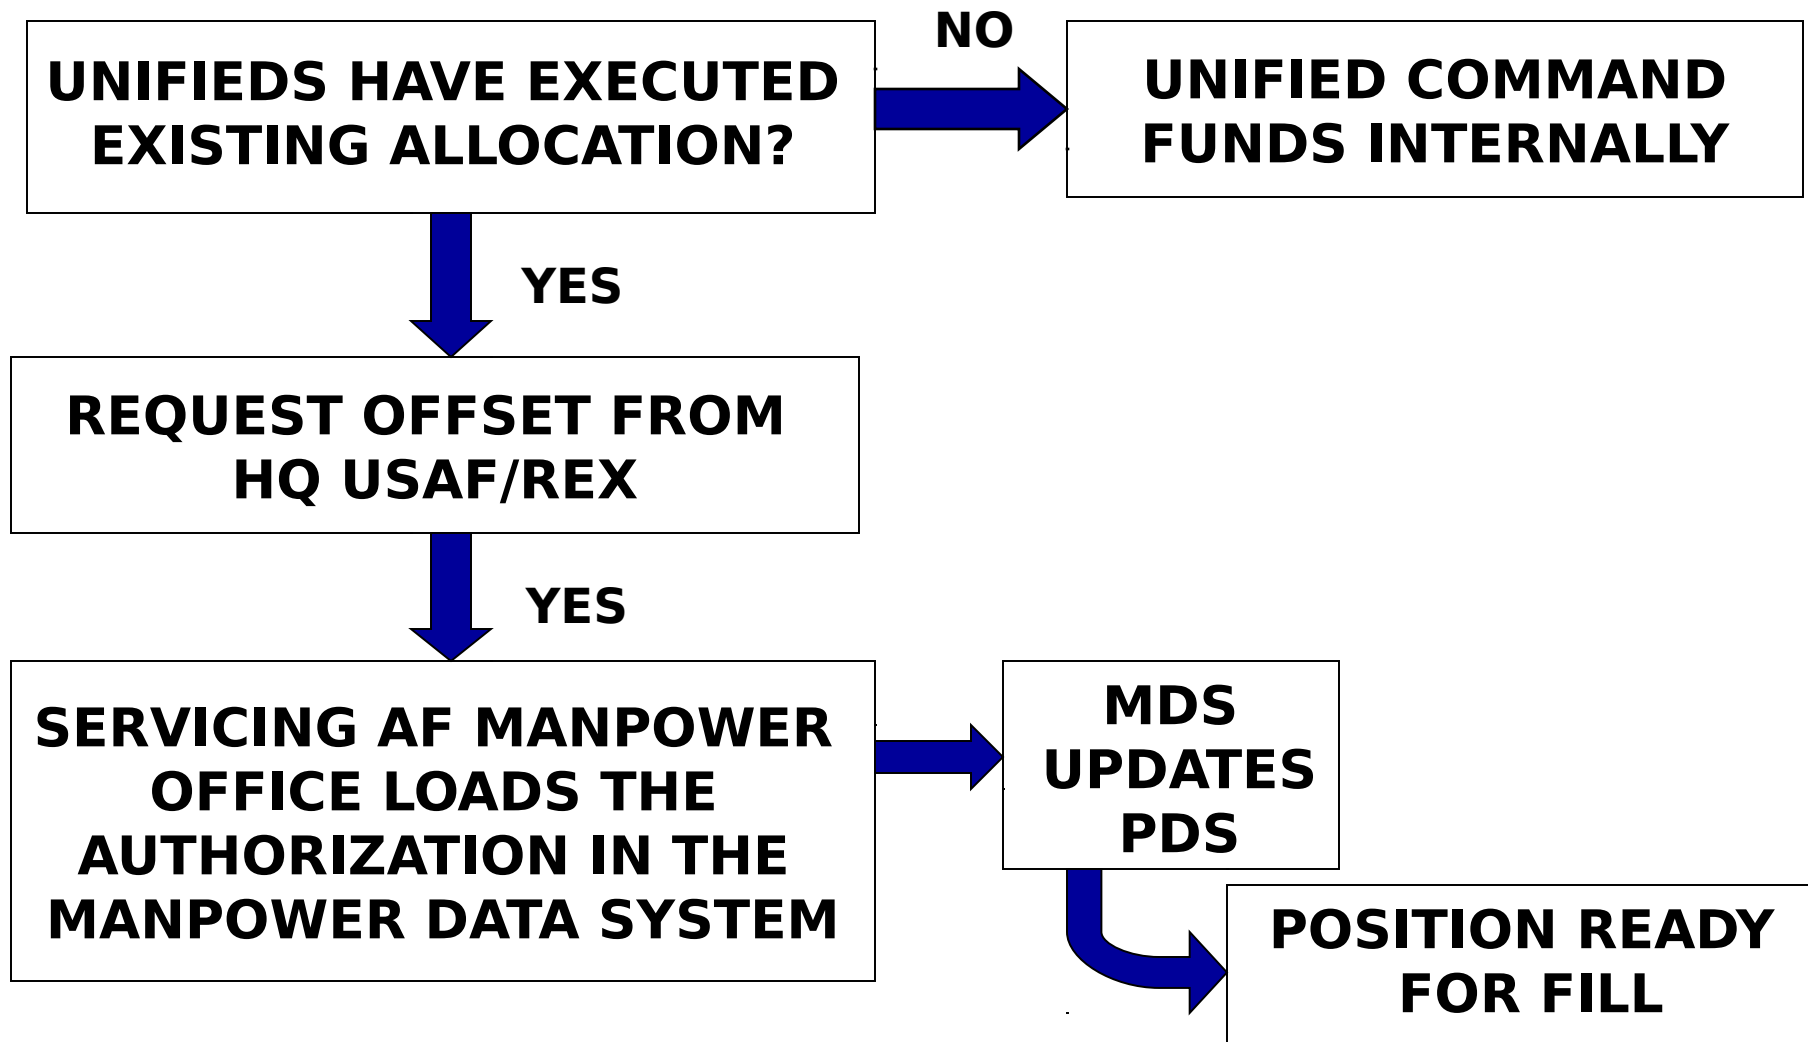 UNIFIEDS HAVE EXECUTED
EXISTING ALLOCATION?
NO
UNIFIED COMMAND
FUNDS INTERNALLY
YES
REQUEST OFFSET FROM
HQ USAF/REX
YES
SERVICING AF MANPOWER
OFFICE LOADS THE
AUTHORIZATION IN THE
MANPOWER DATA SYSTEM
MDS
UPDATES
PDS
POSITION READY
FOR FILL